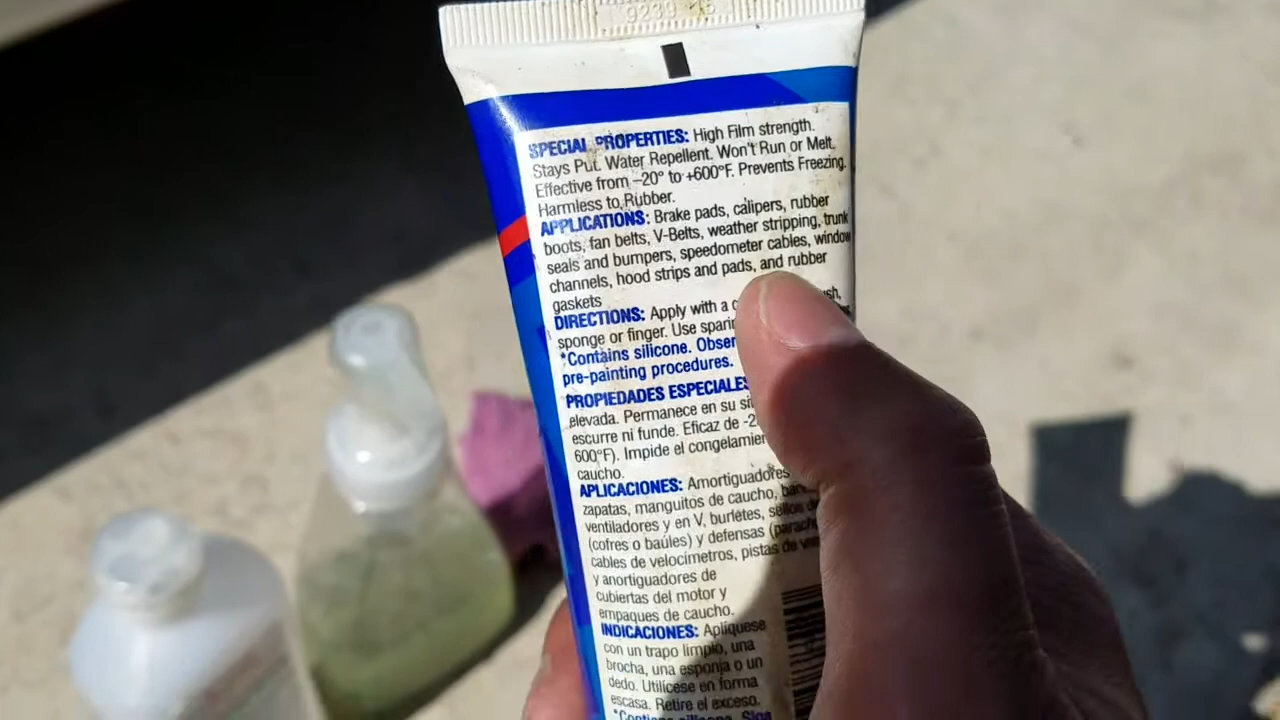 9239 15
SPECIAL PROPERTIES: High Film strength.
Stays Put. Water Repellent. Won't Run or Melt.
Effective from –20° to +600°F. Prevents Freezing.
Harmless to Rubber.
APPLICATIONS: Brake pads, calipers, rubber
boots, fan belts, V-Belts, weather stripping, trunk
seals and bumpers, speedometer cables, window
channels, hood strips and pads, and rubber
gaskets
DIRECTIONS: Apply with a
sponge or finger. Use
*Contains silicone.
pre-painting procedures.
PROPIEDADES ESPECIALES
elevada. Permanece en su
escurre ni funde. Eficaz de
600°F). Impide el
caucho.
APLICACIONES: Amortiguadores
zapatas, manguitos de caucho,
ventiladores y en V, burletes, sellos
(cofres o baúles) y defensas
cables de velocímetros, pistas de
y anortiguadores de
cubiertas del motor y
empaques de caucho.
INDICACIONES: Aplíquese
con un trapo limpio, una
brocha, una esponja o un
dedo. Utilícese en forma
escasa. Retire el exceso.
silicona. Siga